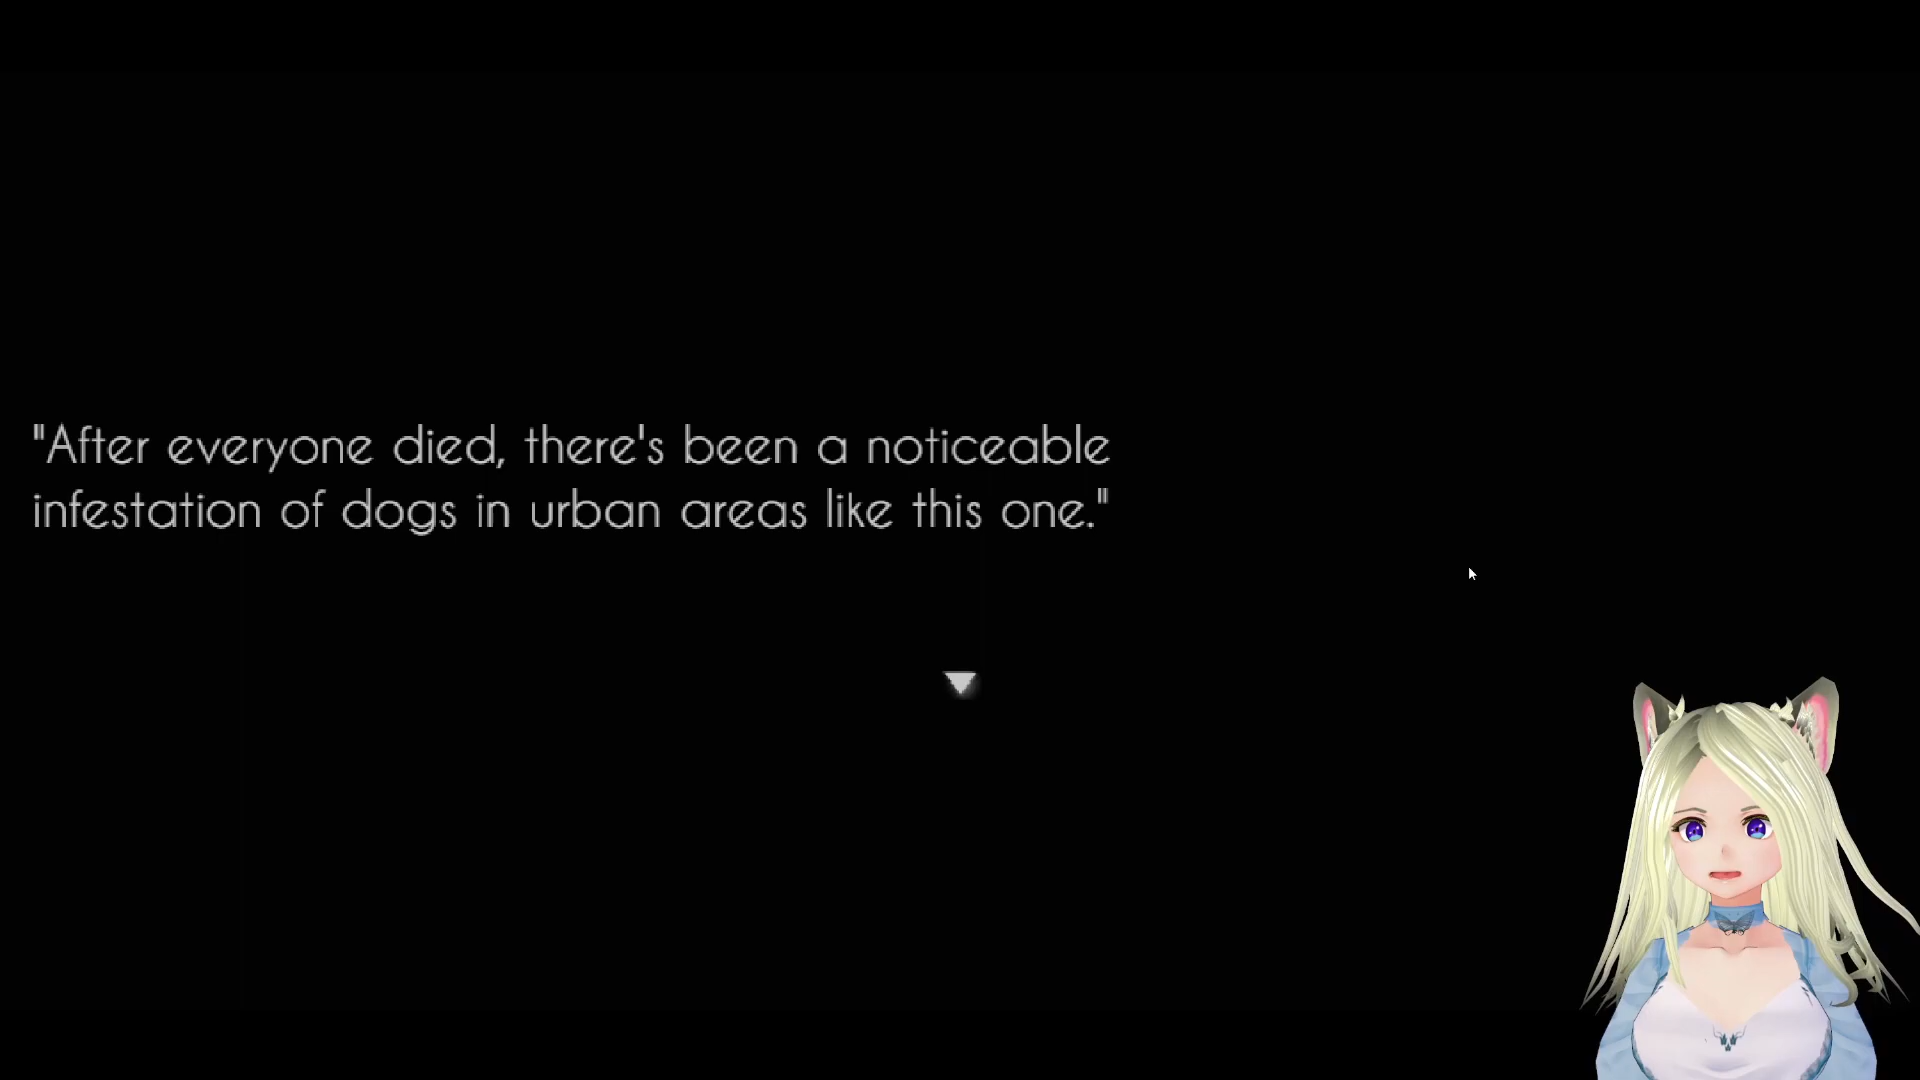 "After everyone died, there's been a noticeable
infestation of dogs in urban areas like this one."